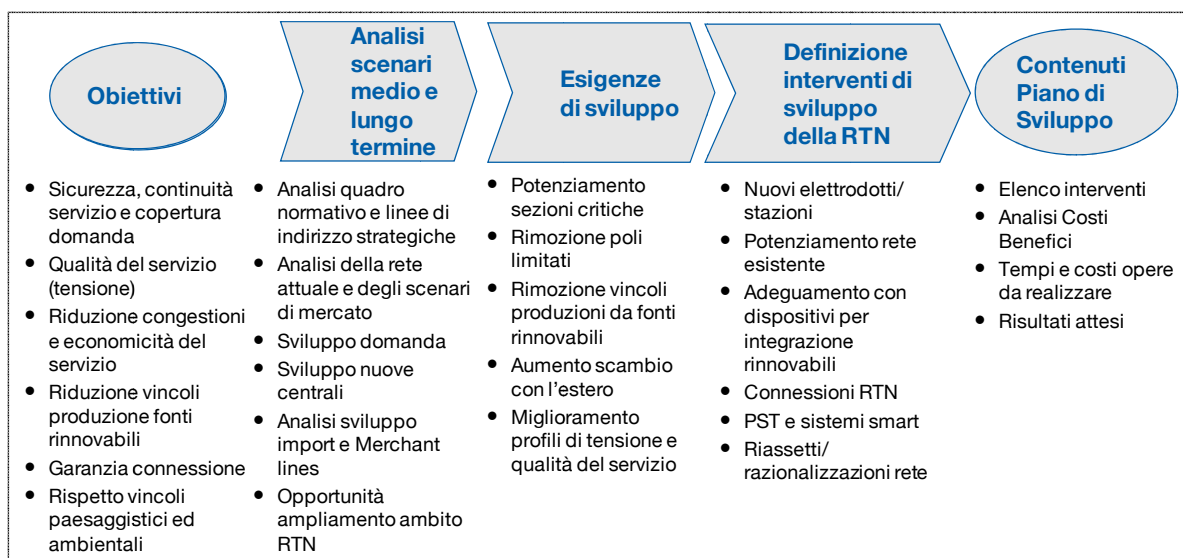 Obiettivi
Analisi
scenari
medio e
lungo
termine
Esigenze
di sviluppo
Definizione
interventi di
sviluppo
della RTN
Contenuti
Piano di
Sviluppo
• Sicurezza, continuità
servizio e copertura
domanda
• Qualità del servizio
(tensione)
• Riduzione congestioni
e economicità del
servizio
• Riduzione vincoli
produzione fonti
rinnovabili
• Garanzia connessione
• Rispetto vincoli
paesaggistici ed
ambientali
• Analisi quadro
normativo e linee di
indirizzo strategiche
• Analisi della rete
attuale e degli scenari
di mercato
• Sviluppo domanda
• Sviluppo nuove
centrali
• Analisi sviluppo
import e Merchant
lines
• Opportunità
ampliamento ambito
RTN
• Potenziamento
sezioni critiche
• Rimozione poli
limitati
• Rimozione vincoli
produzioni da fonti
rinnovabili
• Aumento scambio
con l'estero
• Miglioramento
profili di tensione e
qualità del servizio
• Nuovi elettrodotti/
stazioni
• Potenziamento rete
esistente
• Adeguamento con
dispositivi per
integrazione
rinnovabili
• Connessioni RTN
• PST e sistemi smart
• Riassetti/
razionalizzazioni rete
• Elenco interventi
• Analisi Costi
Benefici
• Tempi e costi opere
da realizzare
• Risultati attesi